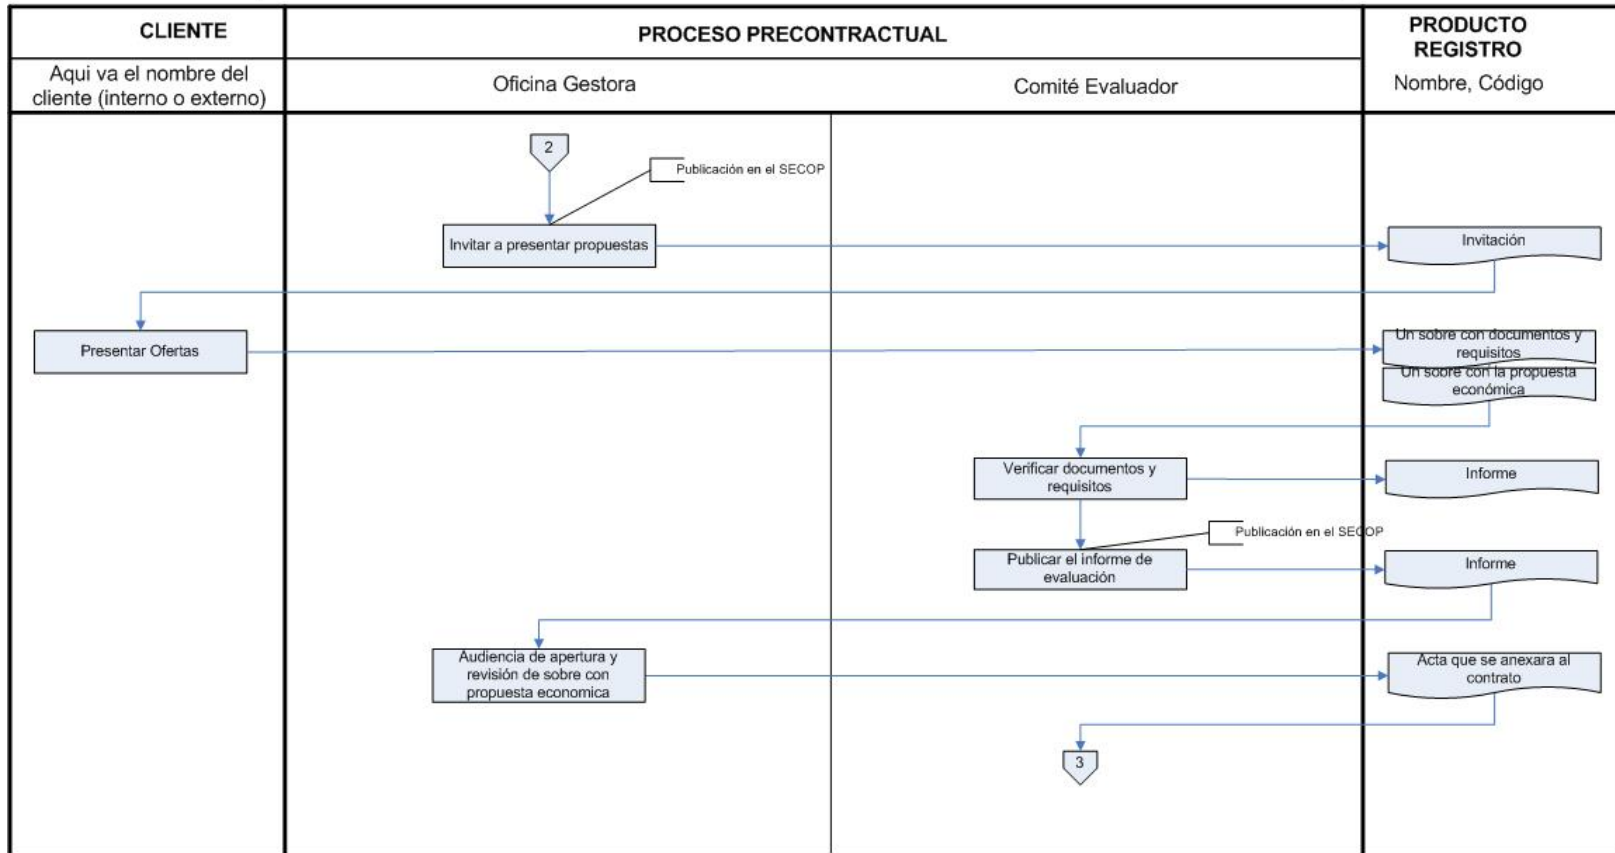 CLIENTE
PROCESO PRECONTRACTUAL
PRODUCTO
REGISTRO
Aqui va el nombre del
cliente (interno o externo)
Oficina Gestora
Comité Evaluador
Nombre, Código
2
Publicación en el SECOP
Invitar a presentar propuestas
Invitación
Presentar Ofertas
Un sobre con documentos y
requisitos
Un sobre con la propuesta
económica
Verificar documentos y
requisitos
Informe
Publicación en el SECOP
Publicar el informe de
evaluación
Informe
Audiencia de apertura y
revisión de sobre con
propuesta economica
Acta que se anexara al
contrato
3